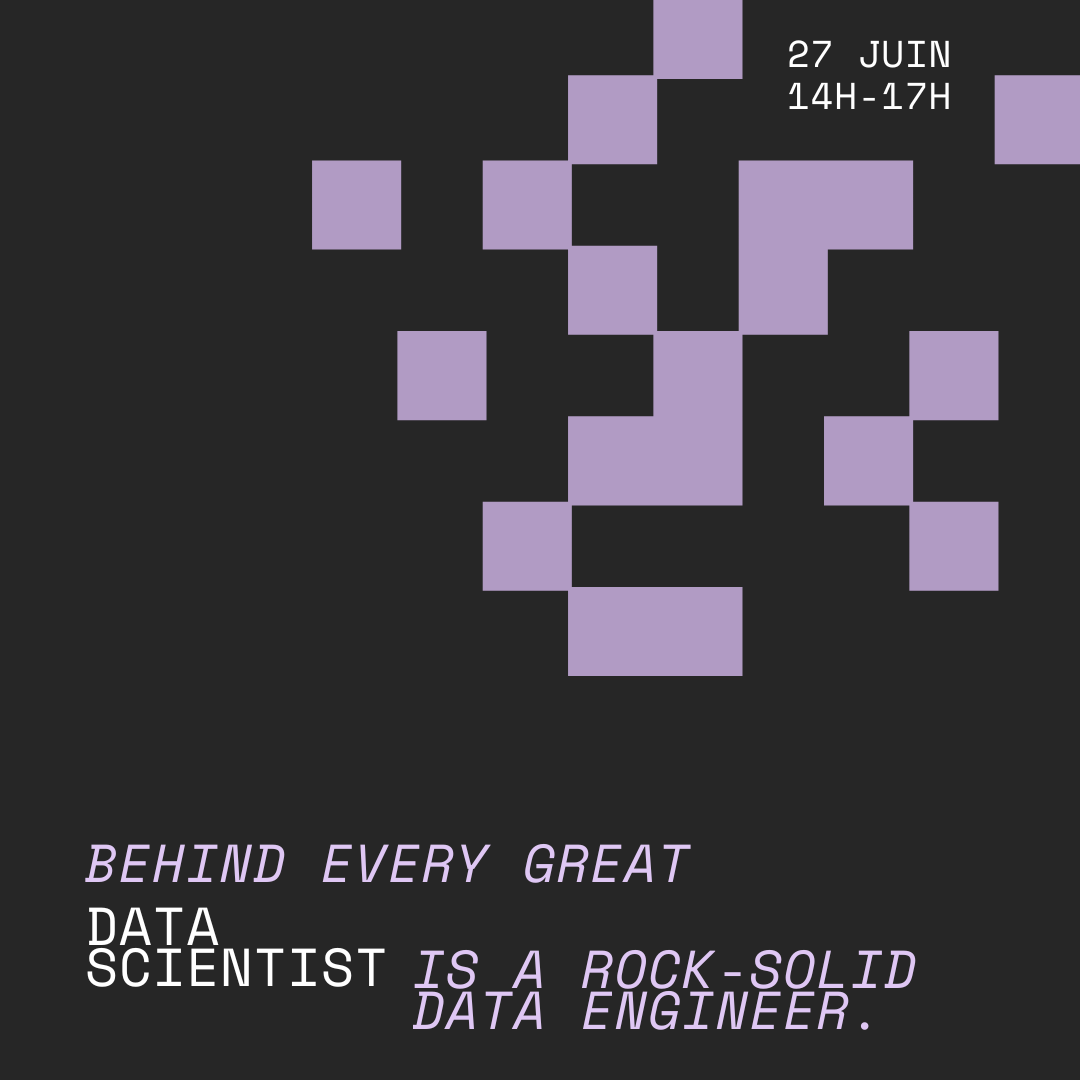 27 JUIN
14H-17H
BEHIND EVERY GREAT
DATA
SCIENTIST IS A ROCK-SOLID
DATA ENGINEER.